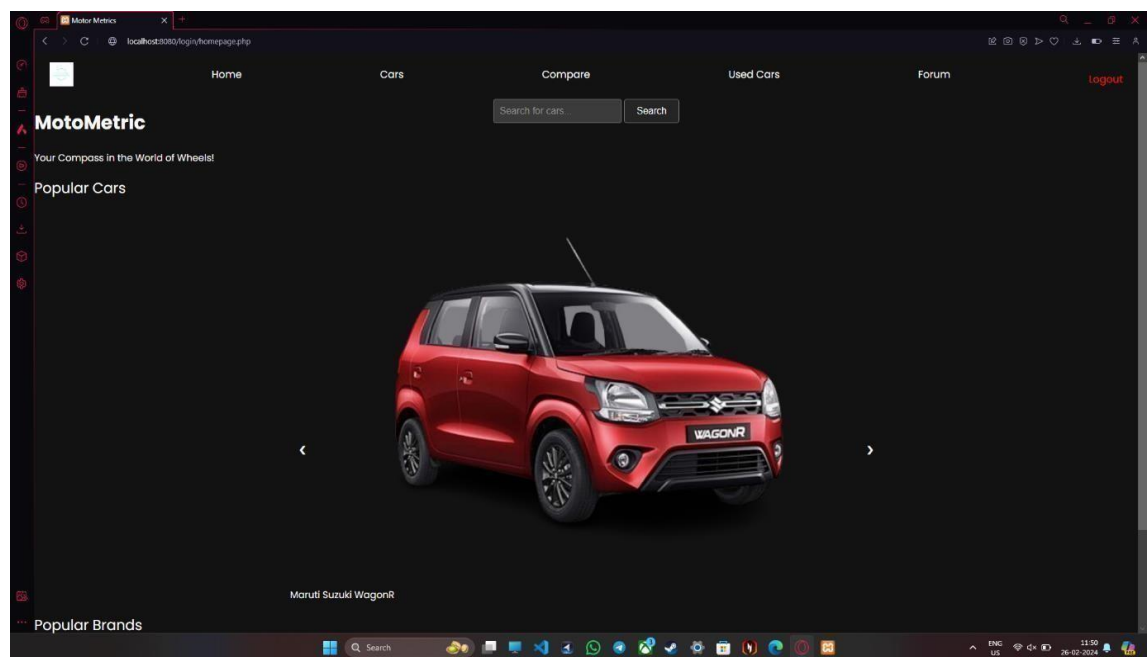 Motor Metrics
localhost:8080/login/homepage.php
Home Cars Compare Used Cars Forum Logout
Search for cars... Search
MotoMetric
Your Compass in the World of Wheels!
Popular Cars
WAGONR
Maruti Suzuki WagonR
Popular Brands
Search
ENG
US
11:50
26-02-2024